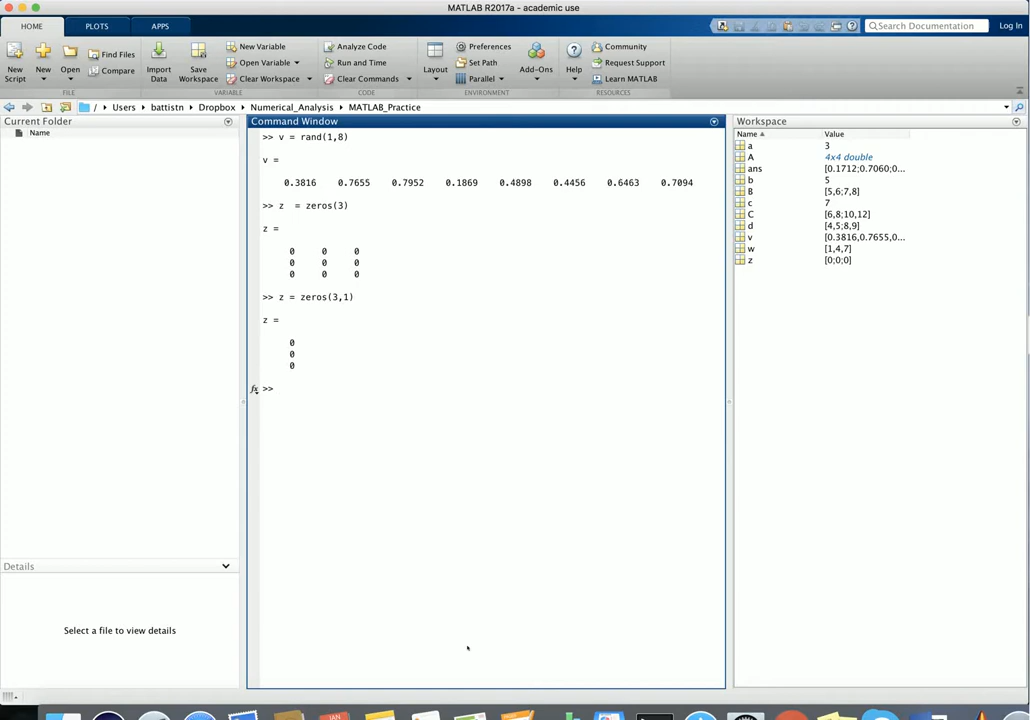 MATLAB R2017a - academic use
HOME PLOTS APPS
Search Documentation Log In
New Script
New
Open
Find Files
Compare
FILE
Import Data
Save Workspace
New Variable
Open Variable
Clear Workspace
VARIABLE
Analyze Code
Run and Time
Clear Commands
CODE
Layout
Preferences
Set Path
Parallel
Add-Ons
ENVIRONMENT
Help
Community
Request Support
Learn MATLAB
RESOURCES
/ Users battistn Dropbox Numerical_Analysis MATLAB_Practice
Current Folder
Name
Details
Select a file to view details
Command Window
>> v = rand(1,8)
v =
0.3816 0.7655 0.7952 0.1869 0.4898 0.4456 0.6463 0.7094
>> z  = zeros(3)
z =
0 0 0
0 0 0
0 0 0
>> z = zeros(3,1)
z =
0
0
0
fx >>
Workspace
Name Value
a 3
A 4x4 double
ans [0.1712;0.7060;0...
b 5
B [5,6;7,8]
c 7
C [6,8;10,12]
d [4,5;8,9]
v [0.3816,0.7655,0...
w [1,4,7]
z [0;0;0]
JAN